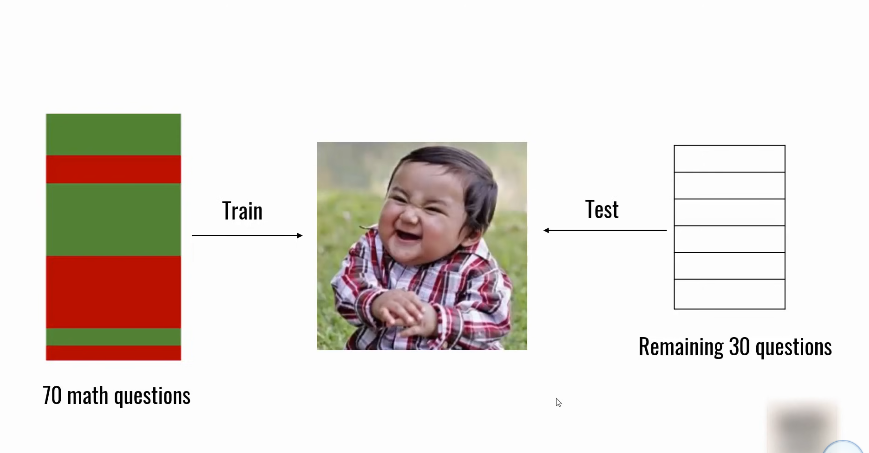 Train
Test
Remaining 30 questions
70 math questions